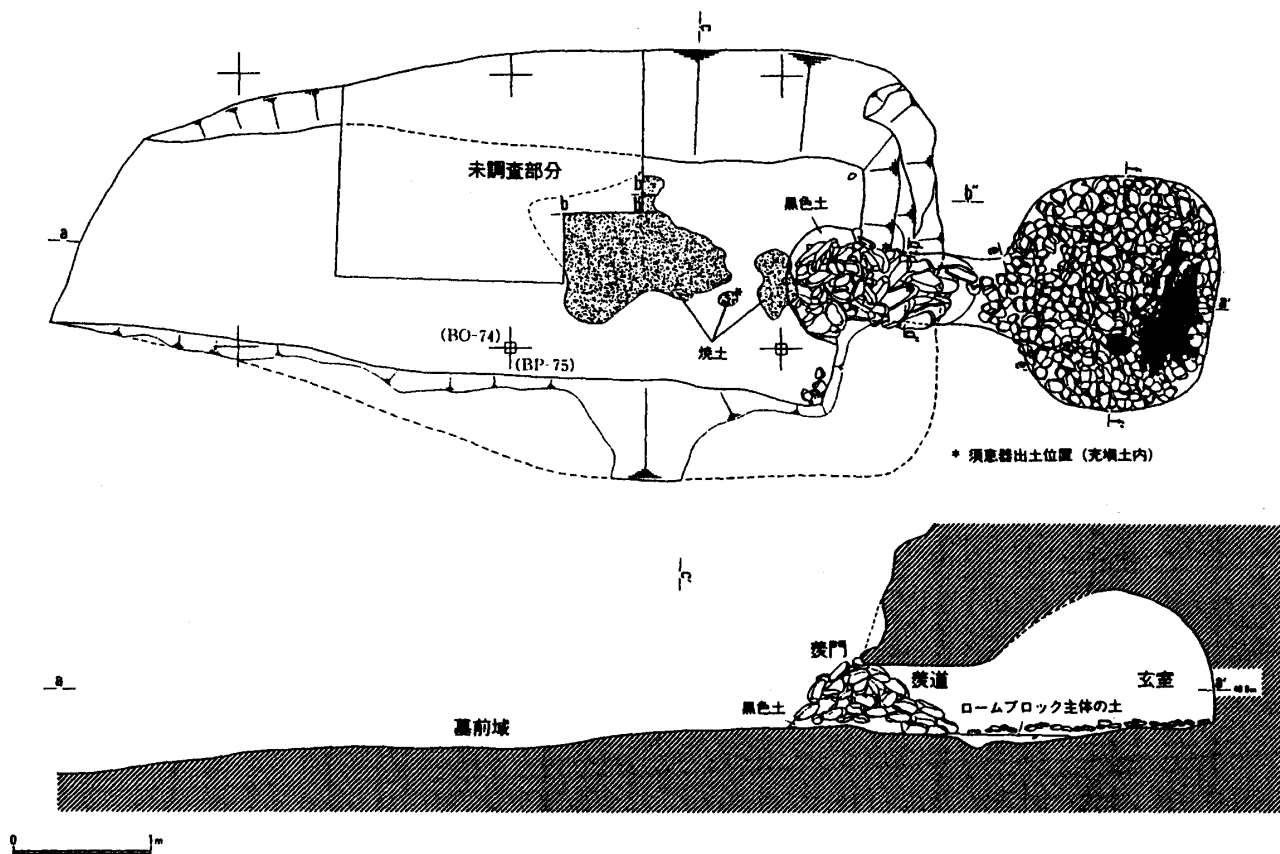 c
未調査部分
b'
b
b'
b"
黒色土
a
e
a'
f
f'
(BO-74)
(BP-75)
焼土
* 須恵器出土位置（充填土内）
c'
羨門
羨道
玄室
a
a'
黒色土
ロームブロック主体の土
墓前域
0 1m